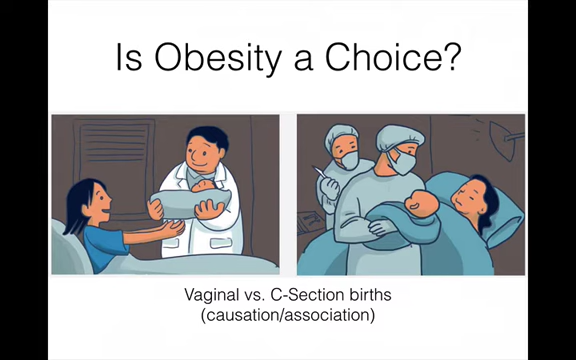 Is Obesity a Choice?
Vaginal vs. C-Section births
(causation/association)